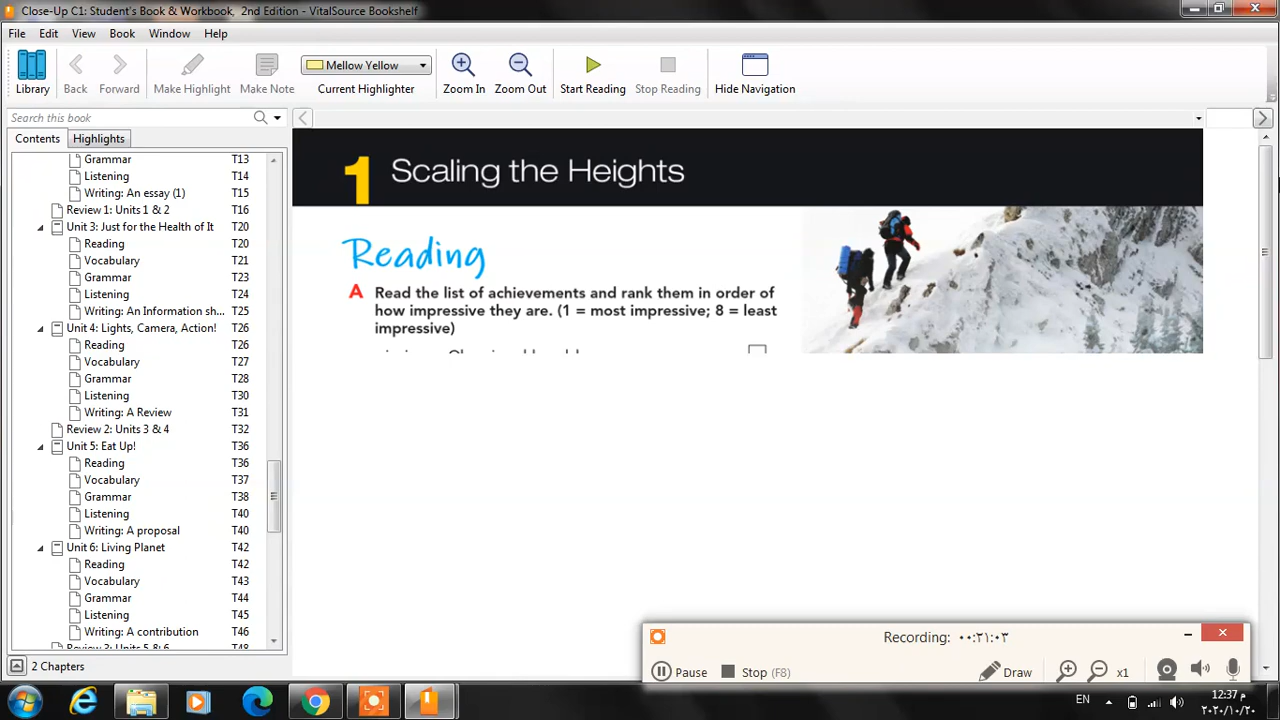 Close-Up C1: Student's Book & Workbook, 2nd Edition - VitalSource Bookshelf
File Edit View Book Window Help
Library Back Forward Make Highlight Make Note Mellow Yellow Current Highlighter Zoom In Zoom Out Start Reading Stop Reading Hide Navigation
Search this book
Contents Highlights
Grammar T13
Listening T14
Writing: An essay (1) T15
Review 1: Units 1 & 2 T16
Unit 3: Just for the Health of It T20
Reading T20
Vocabulary T21
Grammar T23
Listening T24
Writing: An Information sh... T25
Unit 4: Lights, Camera, Action! T26
Reading T26
Vocabulary T27
Grammar T28
Listening T30
Writing: A Review T31
Review 2: Units 3 & 4 T32
Unit 5: Eat Up! T36
Reading T36
Vocabulary T37
Grammar T38
Listening T40
Writing: A proposal T40
Unit 6: Living Planet T42
Reading T42
Vocabulary T43
Grammar T44
Listening T45
Writing: A contribution T46
2 Chapters
1 Scaling the Heights
Reading
A Read the list of achievements and rank them in order of
how impressive they are. (1 = most impressive; 8 = least
impressive)
Recording: ٠٠:٢١:٠٣
Pause Stop (F8) Draw x1
EN
12:37 م
٢٠٢٠/١٠/٢٠